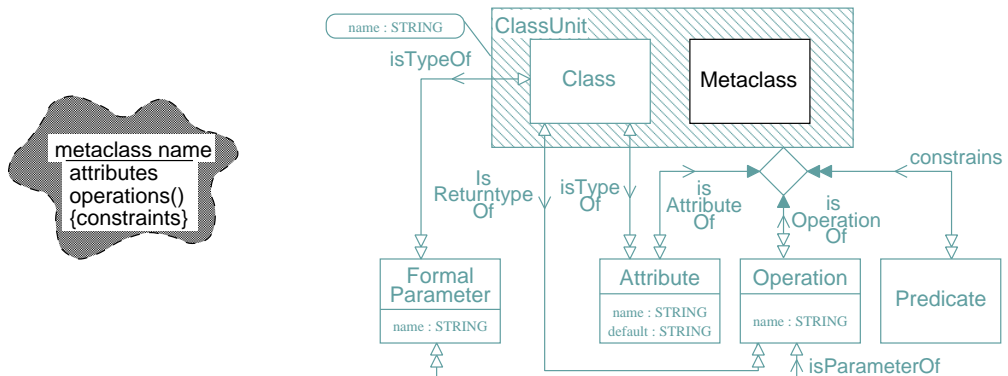 metaclass name
attributes
operations()
{constraints}
name : STRING
ClassUnit
isTypeOf
Class
Metaclass
constrains
Is
Returntype
Of
isType
Of
is
Attribute
Of
is
Operation
Of
Formal
Parameter
name : STRING
Attribute
name : STRING
default : STRING
Operation
name : STRING
Predicate
isParameterOf